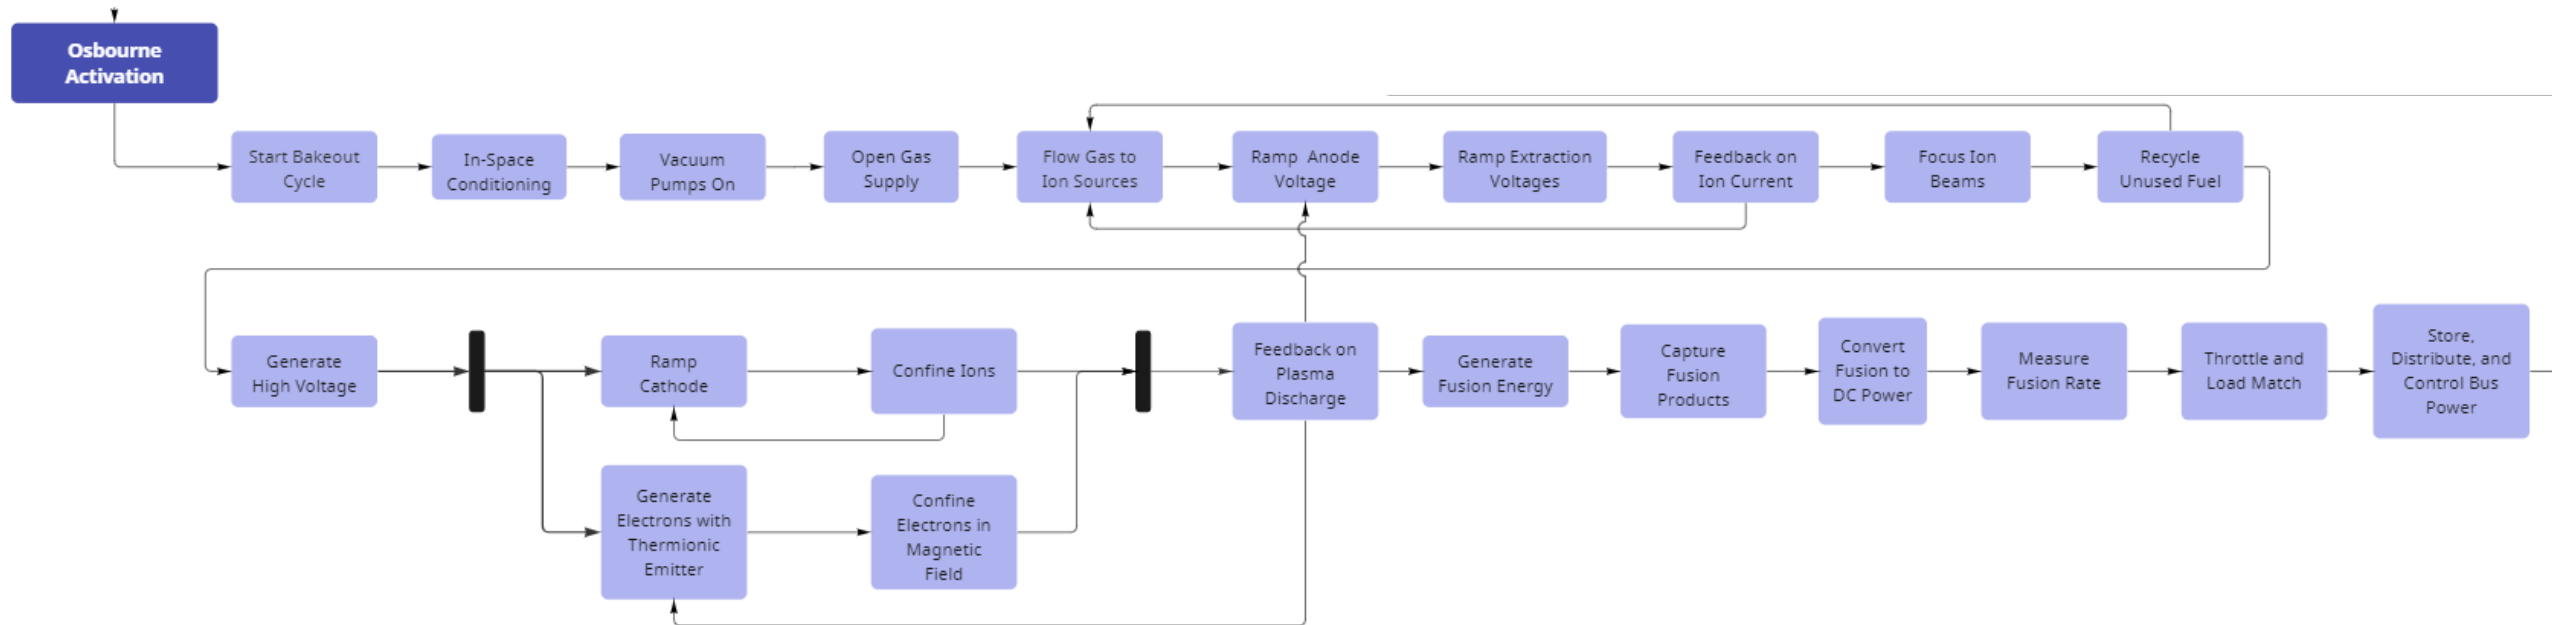 Osbourne
Activation
Start Bakeout
Cycle
In-Space
Conditioning
Vacuum
Pumps On
Open Gas
Supply
Flow Gas to
Ion Sources
Ramp Anode
Voltage
Ramp Extraction
Voltages
Feedback on
Ion Current
Focus Ion
Beams
Recycle
Unused Fuel
Generate
High Voltage
Ramp
Cathode
Confine Ions
Feedback on
Plasma
Discharge
Generate
Fusion Energy
Capture
Fusion
Products
Convert
Fusion to
DC Power
Measure
Fusion Rate
Throttle and
Load Match
Store,
Distribute, and
Control Bus
Power
Generate
Electrons with
Thermionic
Emitter
Confine
Electrons in
Magnetic
Field